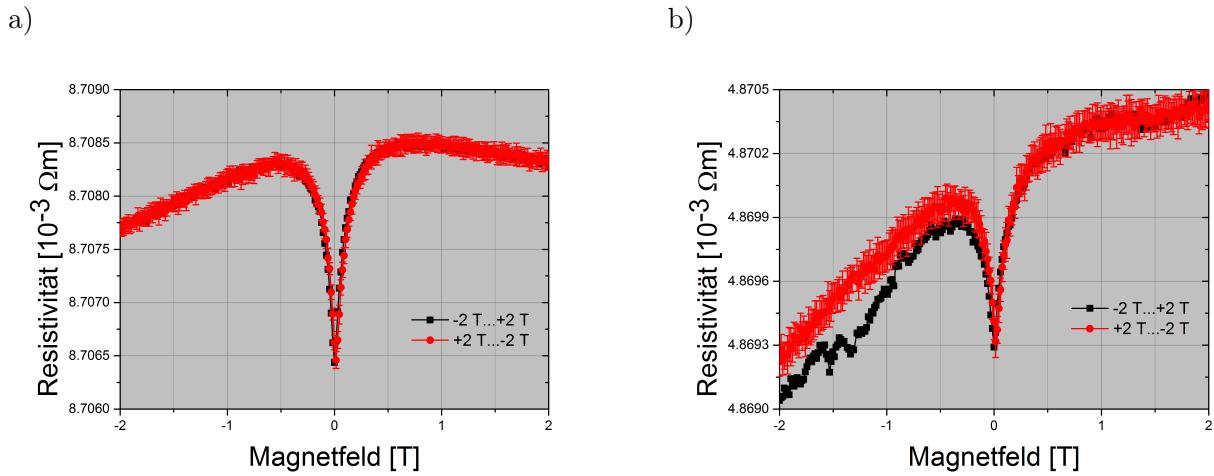 a)
8.7090
8.7085
8.7080
8.7075
8.7070
8.7065
8.7060
Resistivität [10⁻³ Ωm]
-2 T...+2 T
+2 T...-2 T
-2 -1 0 1 2
Magnetfeld [T]
b)
4.8705
4.8702
4.8699
4.8696
4.8693
4.8690
Resistivität [10⁻³ Ωm]
-2 T...+2 T
+2 T...-2 T
-2 -1 0 1 2
Magnetfeld [T]